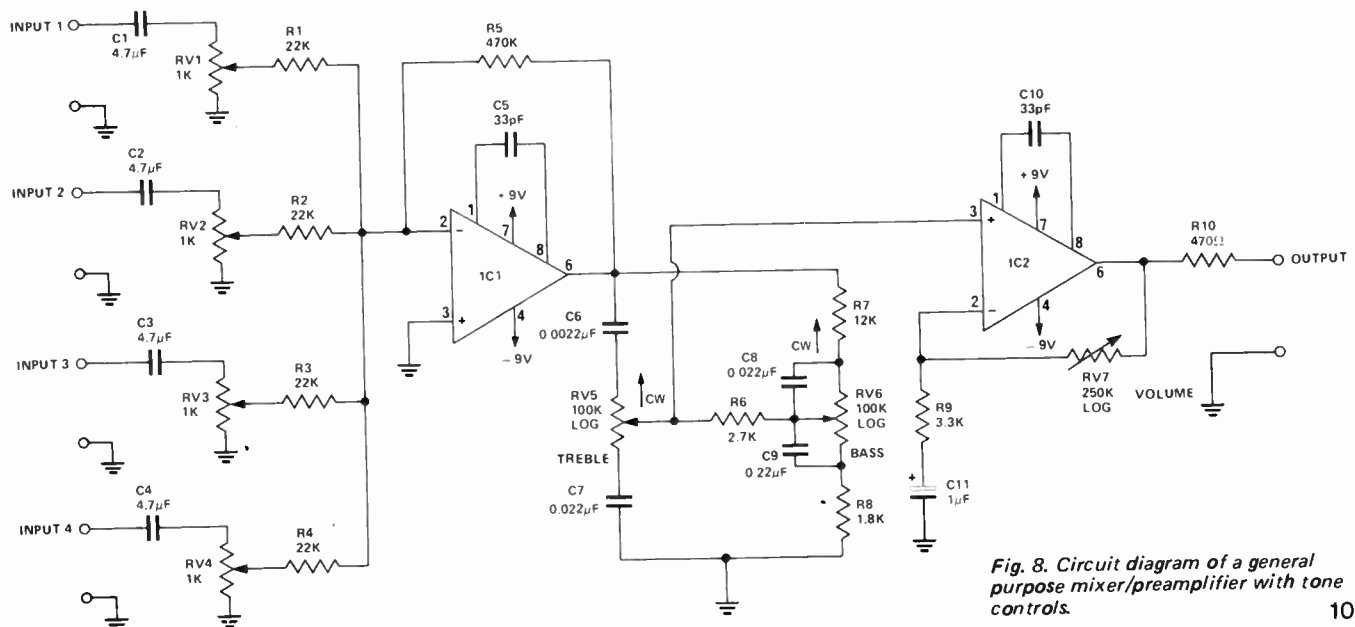 INPUT 1
C1
4.7µF
RV1
1K
R1
22K
R5
470K
C5
33pF
C10
33pF
C2
4.7µF
INPUT 2
RV2
1K
R2
22K
+9V
1
7
8
2
−
IC1
6
3
+
4
−9V
+9V
1
7
8
3
+
IC2
6
2
−
4
−9V
R10
470Ω
OUTPUT
C3
4.7µF
INPUT 3
RV3
1K
R3
22K
C6
0.0022µF
R7
12K
CW
C8
0.022µF
RV5
100K
LOG
CW
R6
2.7K
RV6
100K
LOG
TREBLE
C9
0.22µF
BASS
RV7
250K
LOG
VOLUME
R9
3.3K
C7
0.022µF
R8
1.8K
+
C11
1µF
C4
4.7µF
INPUT 4
RV4
1K
R4
22K
Fig. 8. Circuit diagram of a general
purpose mixer/preamplifier with tone
controls.
10